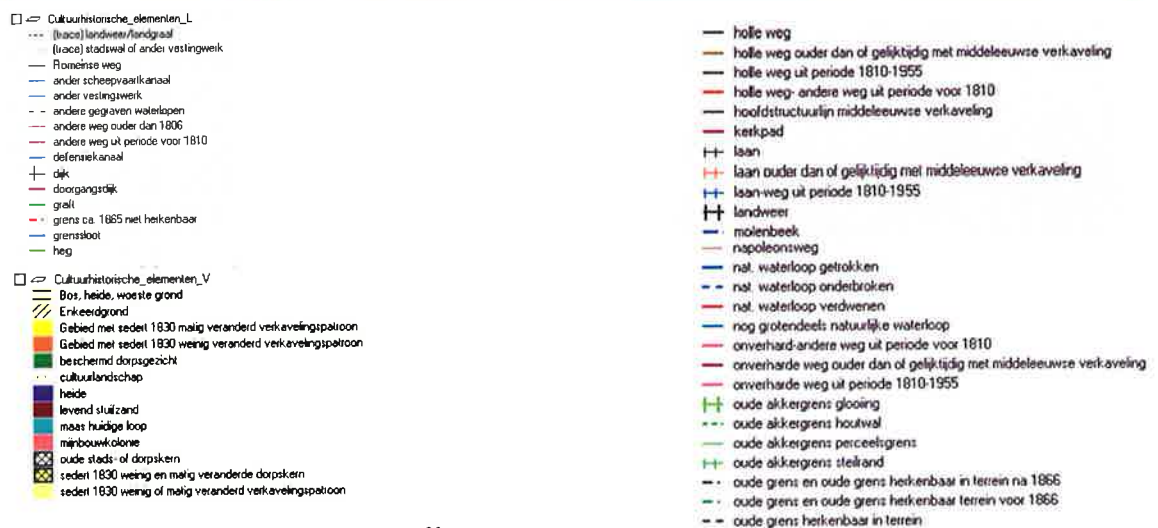 Cultuurhistorische_elementen_L
(trace) landweer/landgraaf
(trace) stadswal of ander vestingwerk
Romeinse weg
ander scheepvaartkanaal
ander vestingwerk
andere gegraven waterlopen
andere weg ouder dan 1806
andere weg uit periode voor 1810
defensiekanaal
dijk
doorgangsdijk
graft
grens ca. 1865 niet herkenbaar
grenssloot
heg
Cultuurhistorische_elementen_V
Bos, heide, woeste grond
Enkeerdgrond
Gebied met sedert 1830 matig veranderd verkavelingspatroon
Gebied met sedert 1830 weinig veranderd verkavelingspatroon
beschermd dorpsgezicht
cultuurlandschap
heide
levend stuifzand
maas huidige loop
mijnbouwkolonie
oude stads- of dorpskern
sedert 1830 weinig en matig veranderde dorpskern
sedert 1830 weinig of matig veranderd verkavelingspatroon
holle weg
holle weg ouder dan of gelijktijdig met middeleeuwse verkaveling
holle weg uit periode 1810-1955
holle weg- andere weg uit periode voor 1810
hoofdstructuurlijn middeleeuwse verkaveling
kerkpad
laan
laan ouder dan of gelijktijdig met middeleeuwse verkaveling
laan-weg uit periode 1810-1955
landweer
molenbeek
napoleonsweg
nat. waterloop getrokken
nat. waterloop onderbroken
nat. waterloop verdwenen
nog grotendeels natuurlijke waterloop
onverhard-andere weg uit periode voor 1810
onverharde weg ouder dan of gelijktijdig met middeleeuwse verkaveling
onverharde weg uit periode 1810-1955
oude akkergrens glooiing
oude akkergrens houtwal
oude akkergrens perceelsgrens
oude akkergrens steilrand
oude grens en oude grens herkenbaar in terrein na 1866
oude grens en oude grens herkenbaar terrein voor 1866
oude grens herkenbaar in terrein